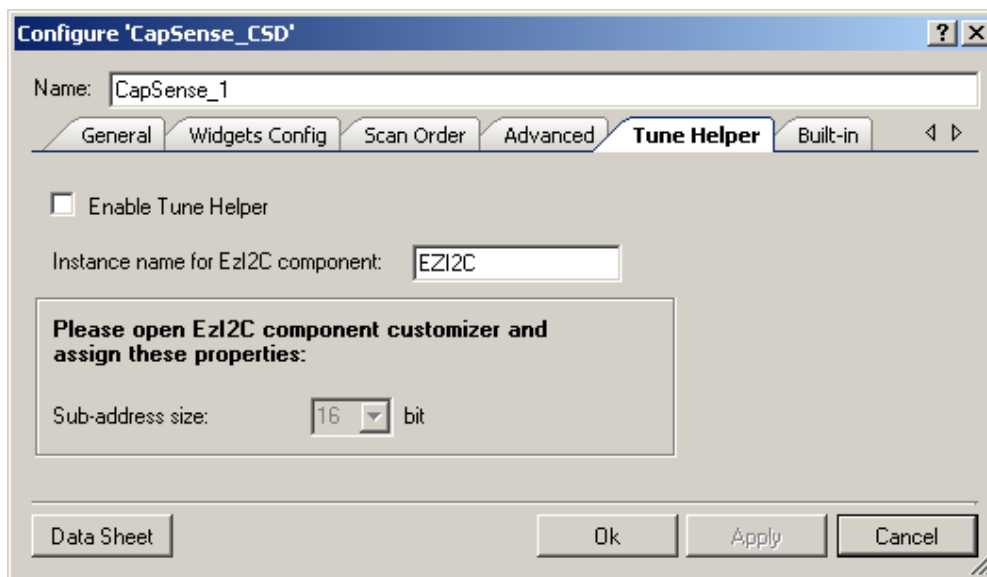 Configure 'CapSense_CSD'
Name: CapSense_1
General Widgets Config Scan Order Advanced Tune Helper Built-in
Enable Tune Helper
Instance name for EzI2C component: EZI2C
Please open EzI2C component customizer and
assign these properties:
Sub-address size: 16 bit
Data Sheet Ok Apply Cancel